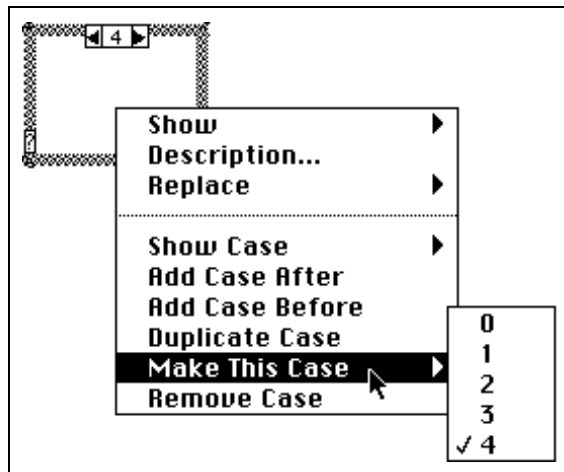 4
?
Show
Description...
Replace
Show Case
Add Case After
Add Case Before
Duplicate Case
Make This Case
Remove Case
0
1
2
3
✓ 4